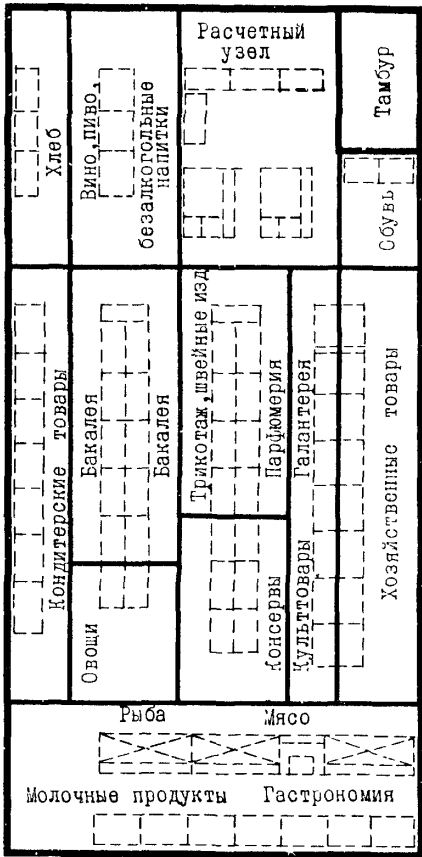 Расчетный
узел
Тамбур
Хлеб
Вино, пиво,
безалкогольные
напитки
Обувь
Кондитерские товары
Бакалея
Бакалея
Трикотаж, швейные изд
Парфюмерия
Галантерея
Хозяйственные товары
Овощи
Консервы
Культтовары
Рыба Мясо
Молочные продукты Гастрономия